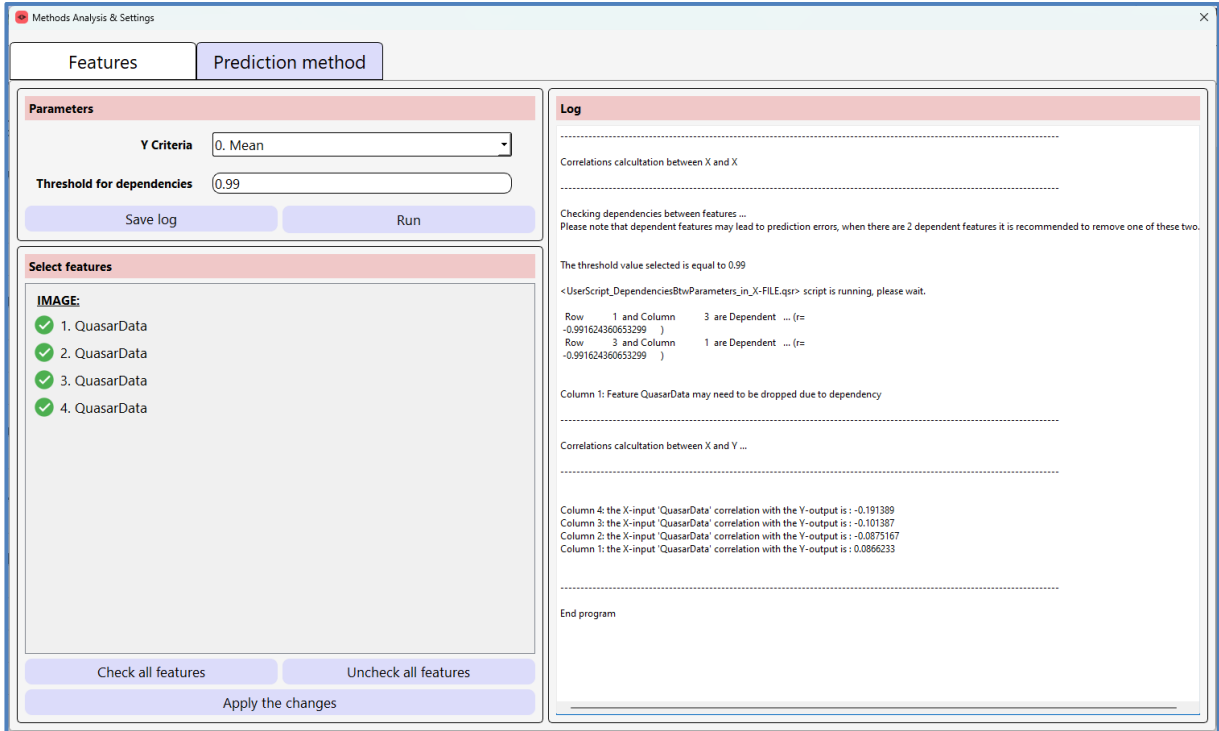 Methods Analysis & Settings
Features
Prediction method
Parameters
Y Criteria
0. Mean
Threshold for dependencies
0.99
Save log
Run
Select features
IMAGE:
1. QuasarData
2. QuasarData
3. QuasarData
4. QuasarData
Check all features
Uncheck all features
Apply the changes
Log
--------------------------------------------------------------------------------
Correlations calcultation between X and X
--------------------------------------------------------------------------------
Checking dependencies between features ...
Please note that dependent features may lead to prediction errors, when there are 2 dependent features it is recommended to remove one of these two.
The threshold value selected is equal to 0.99
<UserScript_DependenciesBtwParameters_in_X-FILE.qsr> script is running, please wait.
Row 1 and Column 3 are Dependent ... (r=
-0.991624360653299 )
Row 3 and Column 1 are Dependent ... (r=
-0.991624360653299 )
Column 1: Feature QuasarData may need to be dropped due to dependency
--------------------------------------------------------------------------------
Correlations calcultation between X and Y ...
--------------------------------------------------------------------------------
Column 4: the X-input 'QuasarData' correlation with the Y-output is : -0.191389
Column 3: the X-input 'QuasarData' correlation with the Y-output is : -0.101387
Column 2: the X-input 'QuasarData' correlation with the Y-output is : -0.0875167
Column 1: the X-input 'QuasarData' correlation with the Y-output is : 0.0866233
--------------------------------------------------------------------------------
End program